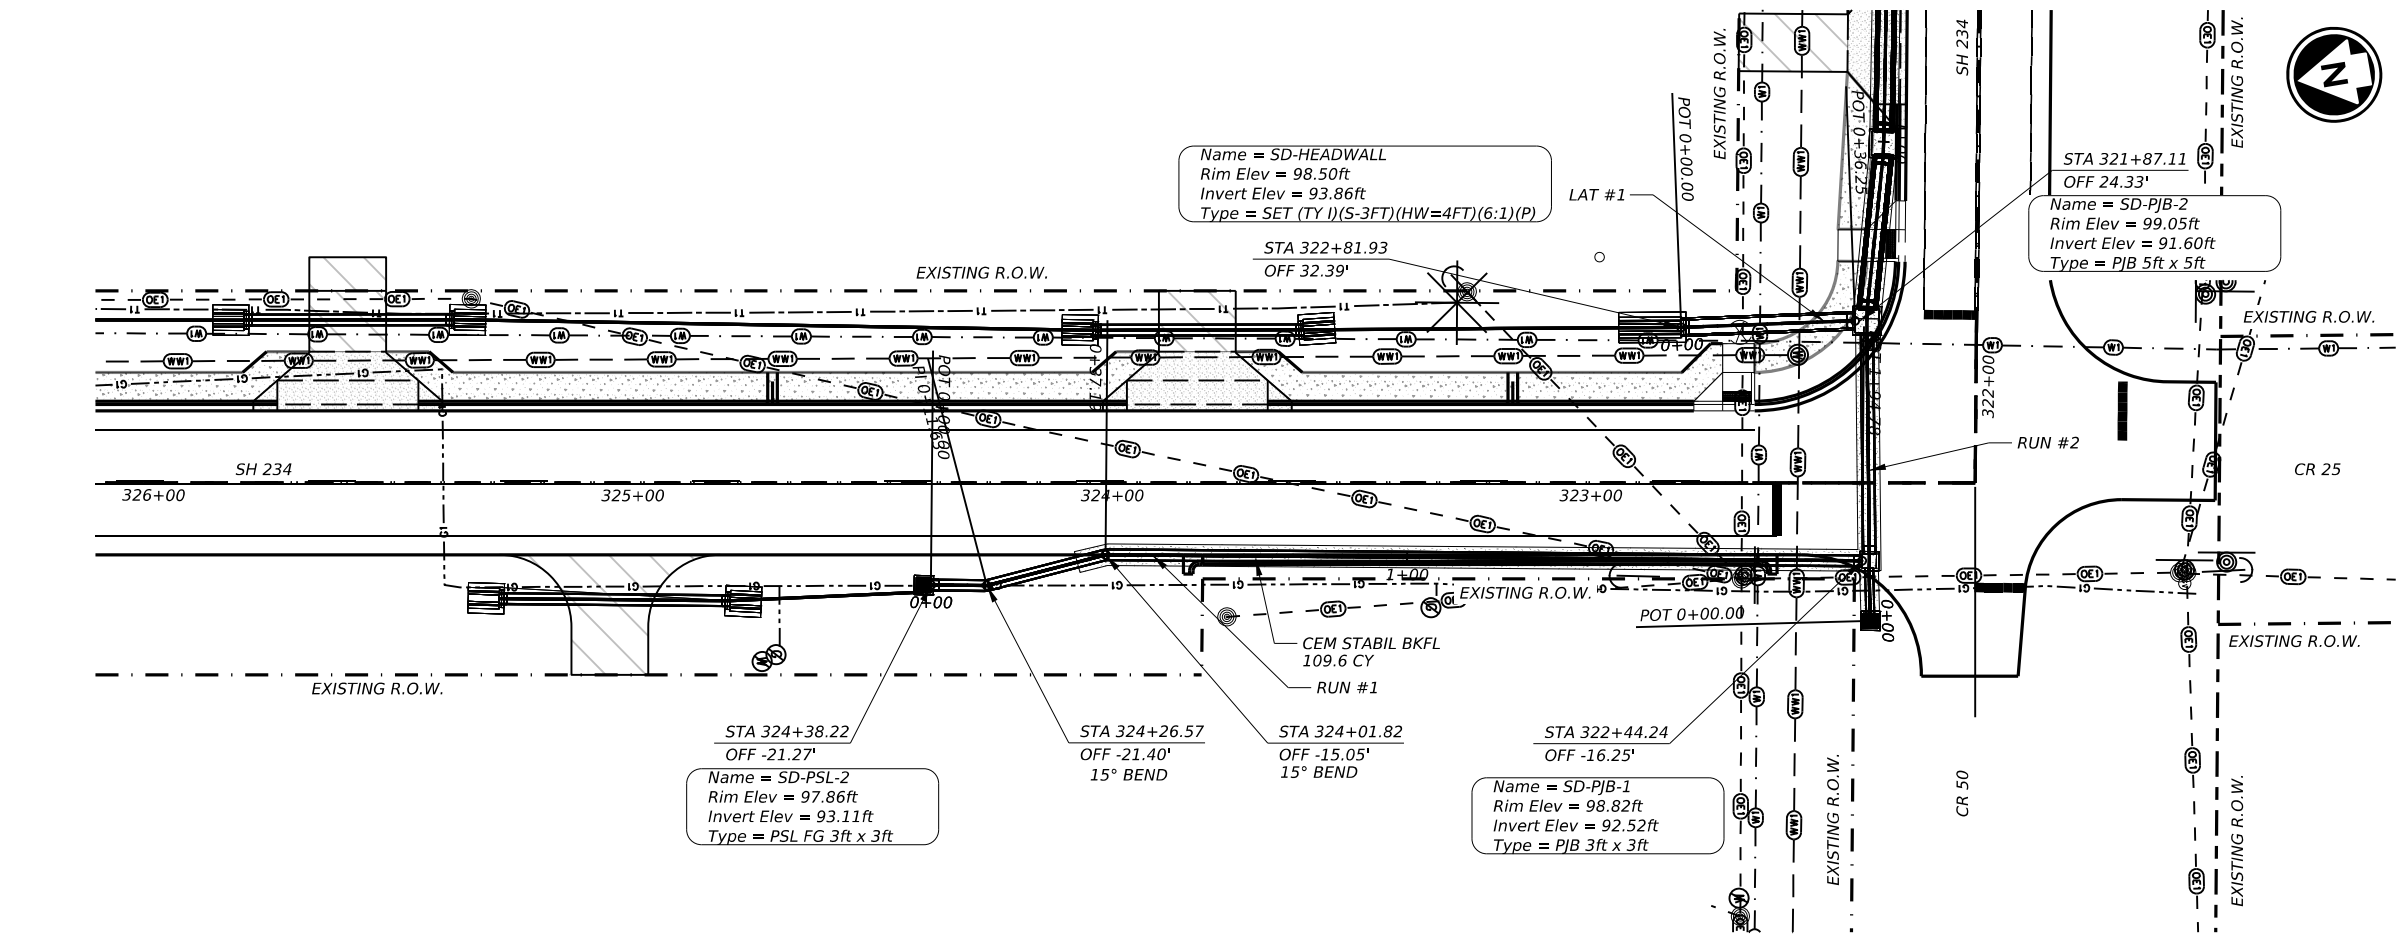 SH 234
EXISTING R.O.W.
EXISTING R.O.W.
N
POT 0+00.00
POT 0+36.25
Name = SD-HEADWALL
Rim Elev = 98.50ft
Invert Elev = 93.86ft
Type = SET (TY I)(S-3FT)(HW=4FT)(6:1)(P)
STA 322+81.93
OFF 32.39'
LAT #1
STA 321+87.11
OFF 24.33'
Name = SD-PJB-2
Rim Elev = 99.05ft
Invert Elev = 91.60ft
Type = PJB 5ft x 5ft
EXISTING R.O.W.
EXISTING R.O.W.
0+00
322+00
RUN #2
CR 25
SH 234
326+00
325+00
324+00
323+00
1+00
0+00
EXISTING R.O.W.
POT 0+00.00
0+00
CEM STABIL BKFL
109.6 CY
RUN #1
EXISTING R.O.W.
EXISTING R.O.W.
STA 324+38.22
OFF -21.27'
Name = SD-PSL-2
Rim Elev = 97.86ft
Invert Elev = 93.11ft
Type = PSL FG 3ft x 3ft
STA 324+26.57
OFF -21.40'
15° BEND
STA 324+01.82
OFF -15.05'
15° BEND
STA 322+44.24
OFF -16.25'
Name = SD-PJB-1
Rim Elev = 98.82ft
Invert Elev = 92.52ft
Type = PJB 3ft x 3ft
EXISTING R.O.W.
CR 50
EXISTING R.O.W.
OE1
W1
WW1
G1
T1